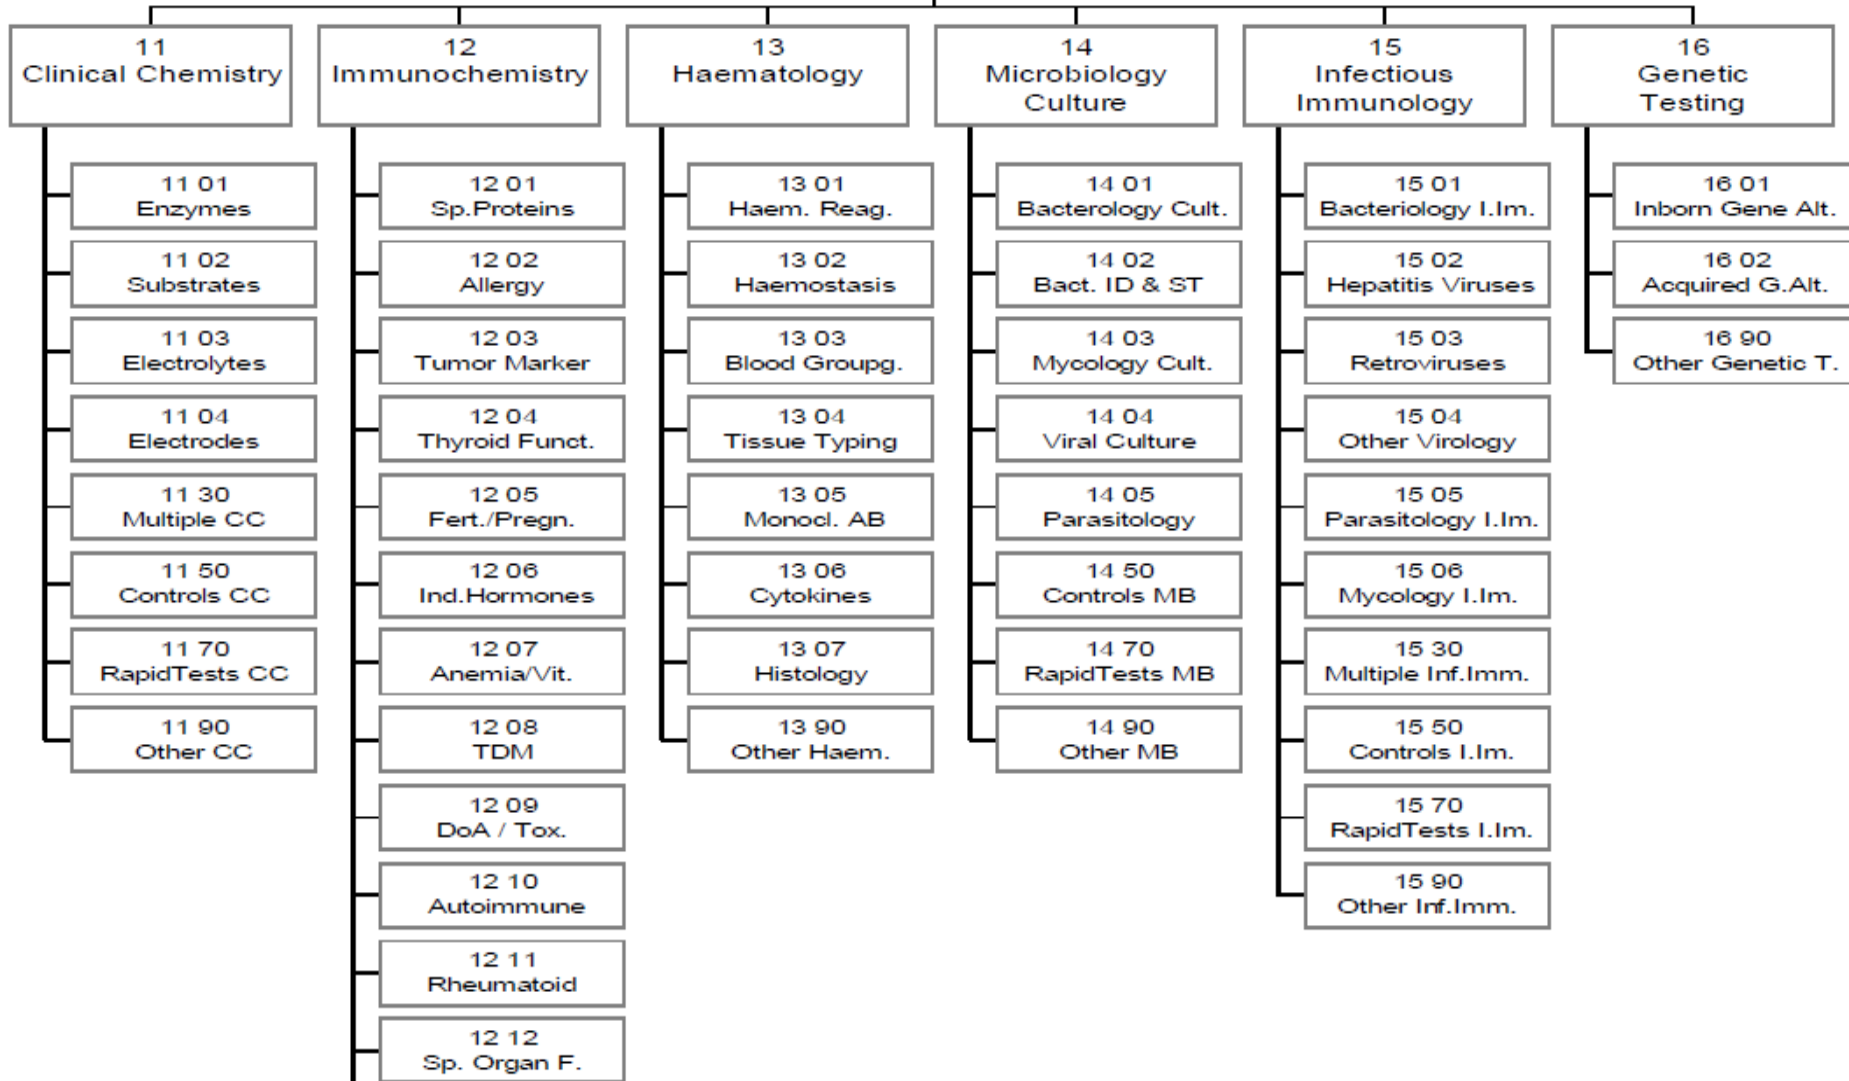 11
Clinical Chemistry
11 01
Enzymes
11 02
Substrates
11 03
Electrolytes
11 04
Electrodes
11 30
Multiple CC
11 50
Controls CC
11 70
RapidTests CC
11 90
Other CC
12
Immunochemistry
12 01
Sp.Proteins
12 02
Allergy
12 03
Tumor Marker
12 04
Thyroid Funct.
12 05
Fert./Pregn.
12 06
Ind.Hormones
12 07
Anemia/Vit.
12 08
TDM
12 09
DoA / Tox.
12 10
Autoimmune
12 11
Rheumatoid
12 12
Sp. Organ F.
13
Haematology
13 01
Haem. Reag.
13 02
Haemostasis
13 03
Blood Groupg.
13 04
Tissue Typing
13 05
Monocl. AB
13 06
Cytokines
13 07
Histology
13 90
Other Haem.
14
Microbiology
Culture
14 01
Bacterology Cult.
14 02
Bact. ID & ST
14 03
Mycology Cult.
14 04
Viral Culture
14 05
Parasitology
14 50
Controls MB
14 70
RapidTests MB
14 90
Other MB
15
Infectious
Immunology
15 01
Bacteriology I.Im.
15 02
Hepatitis Viruses
15 03
Retroviruses
15 04
Other Virology
15 05
Parasitology I.Im.
15 06
Mycology I.Im.
15 30
Multiple Inf.Imm.
15 50
Controls I.Im.
15 70
RapidTests I.Im.
15 90
Other Inf.Imm.
16
Genetic
Testing
16 01
Inborn Gene Alt.
16 02
Acquired G.Alt.
16 90
Other Genetic T.